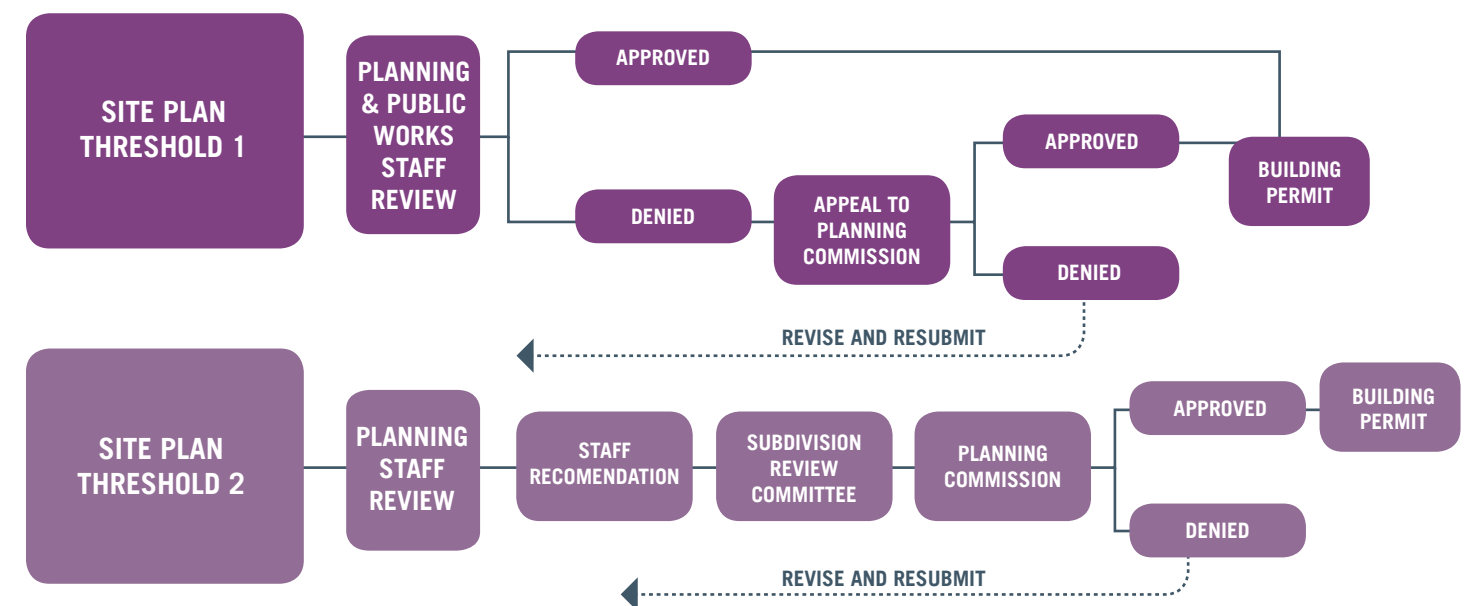 SITE PLAN
THRESHOLD 1
PLANNING
& PUBLIC
WORKS
STAFF
REVIEW
APPROVED
DENIED
APPEAL TO
PLANNING
COMMISSION
APPROVED
DENIED
BUILDING
PERMIT
REVISE AND RESUBMIT
SITE PLAN
THRESHOLD 2
PLANNING
STAFF
REVIEW
STAFF
RECOMENDATION
SUBDIVISION
REVIEW
COMMITTEE
PLANNING
COMMISSION
APPROVED
DENIED
BUILDING
PERMIT
REVISE AND RESUBMIT